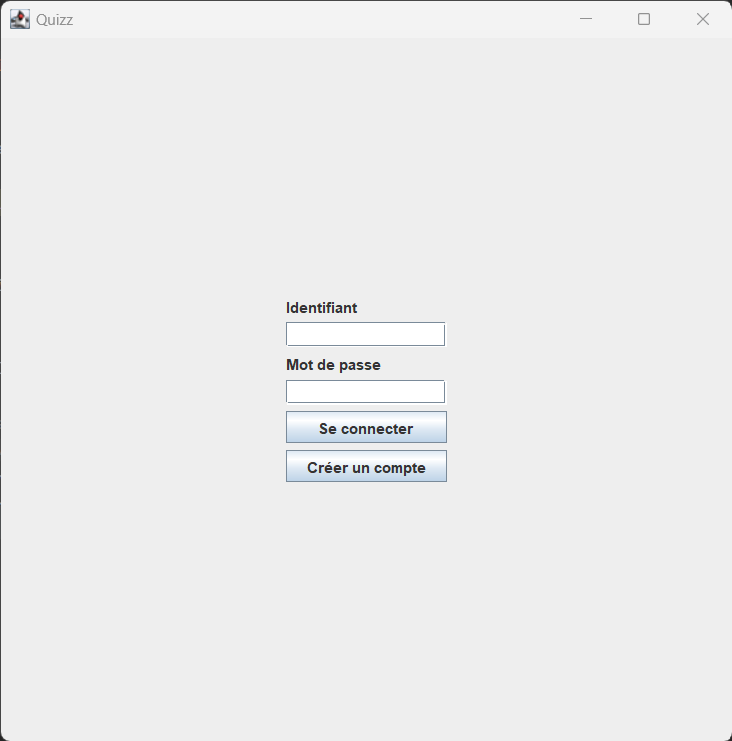 Quizz
Identifiant
Mot de passe
Se connecter
Créer un compte